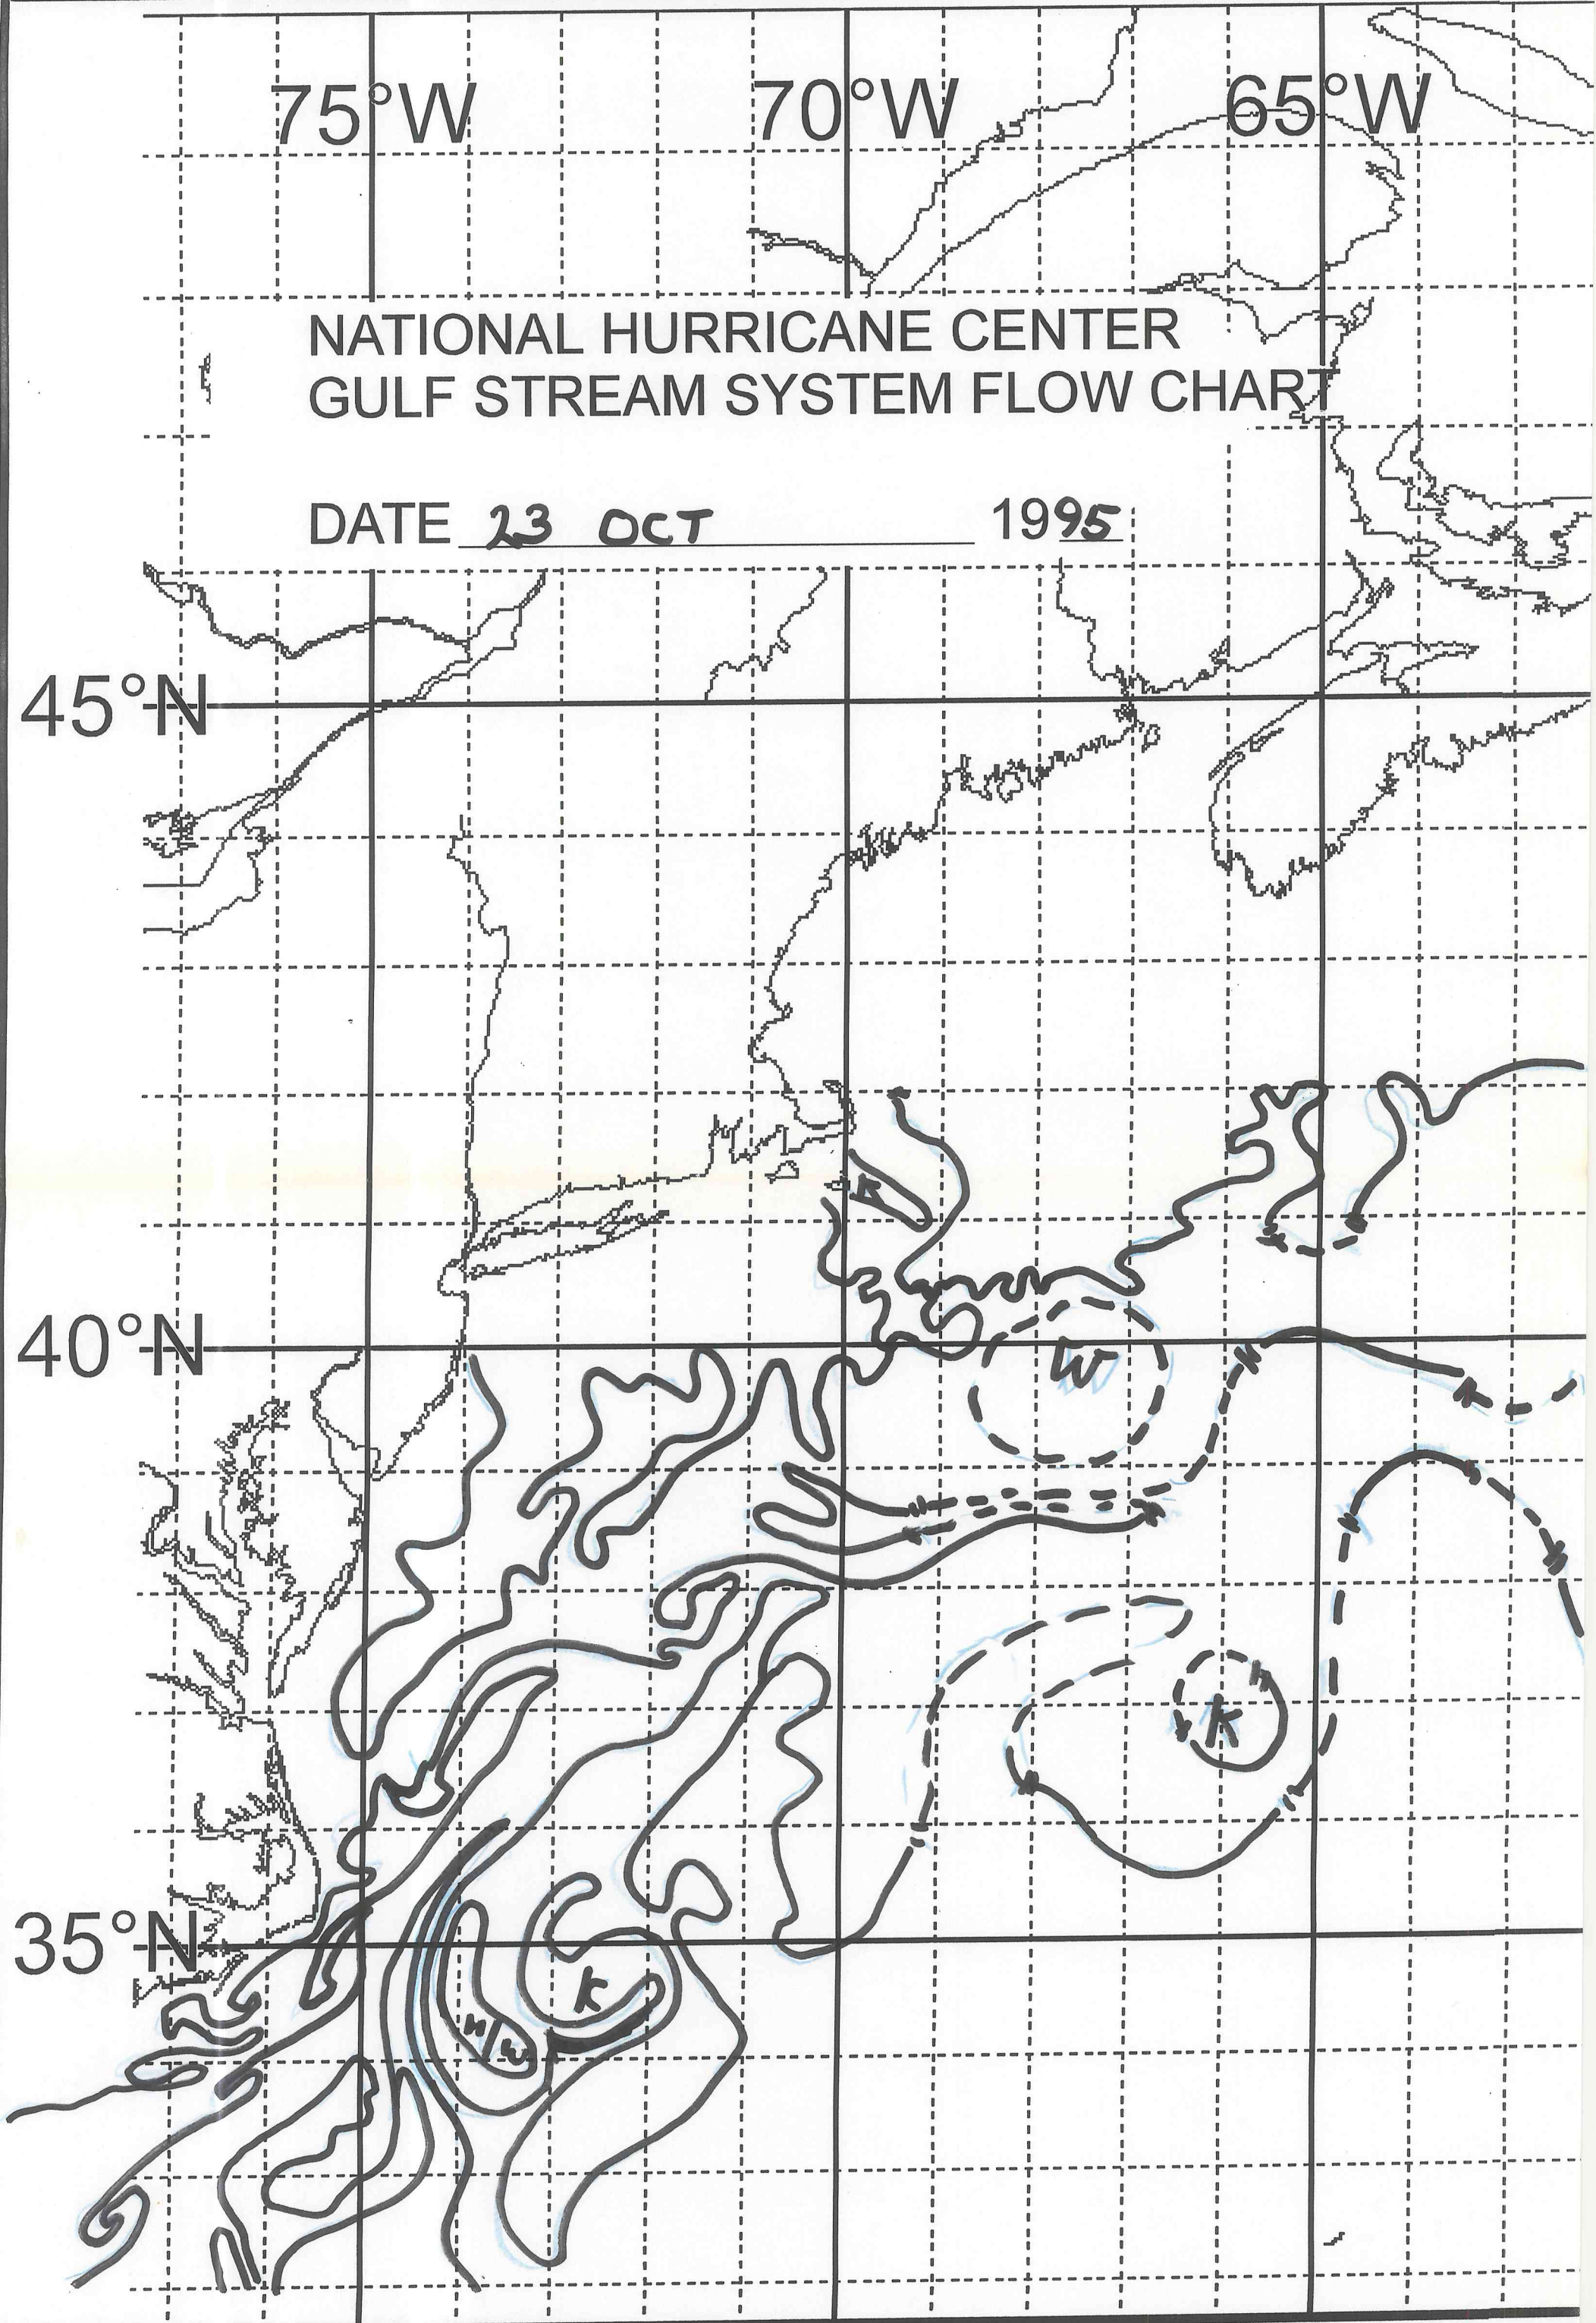 75°W 70°W 65°W
NATIONAL HURRICANE CENTER
GULF STREAM SYSTEM FLOW CHART
DATE 23 OCT 1995
45°N
K
40°N
W
K
35°N
K